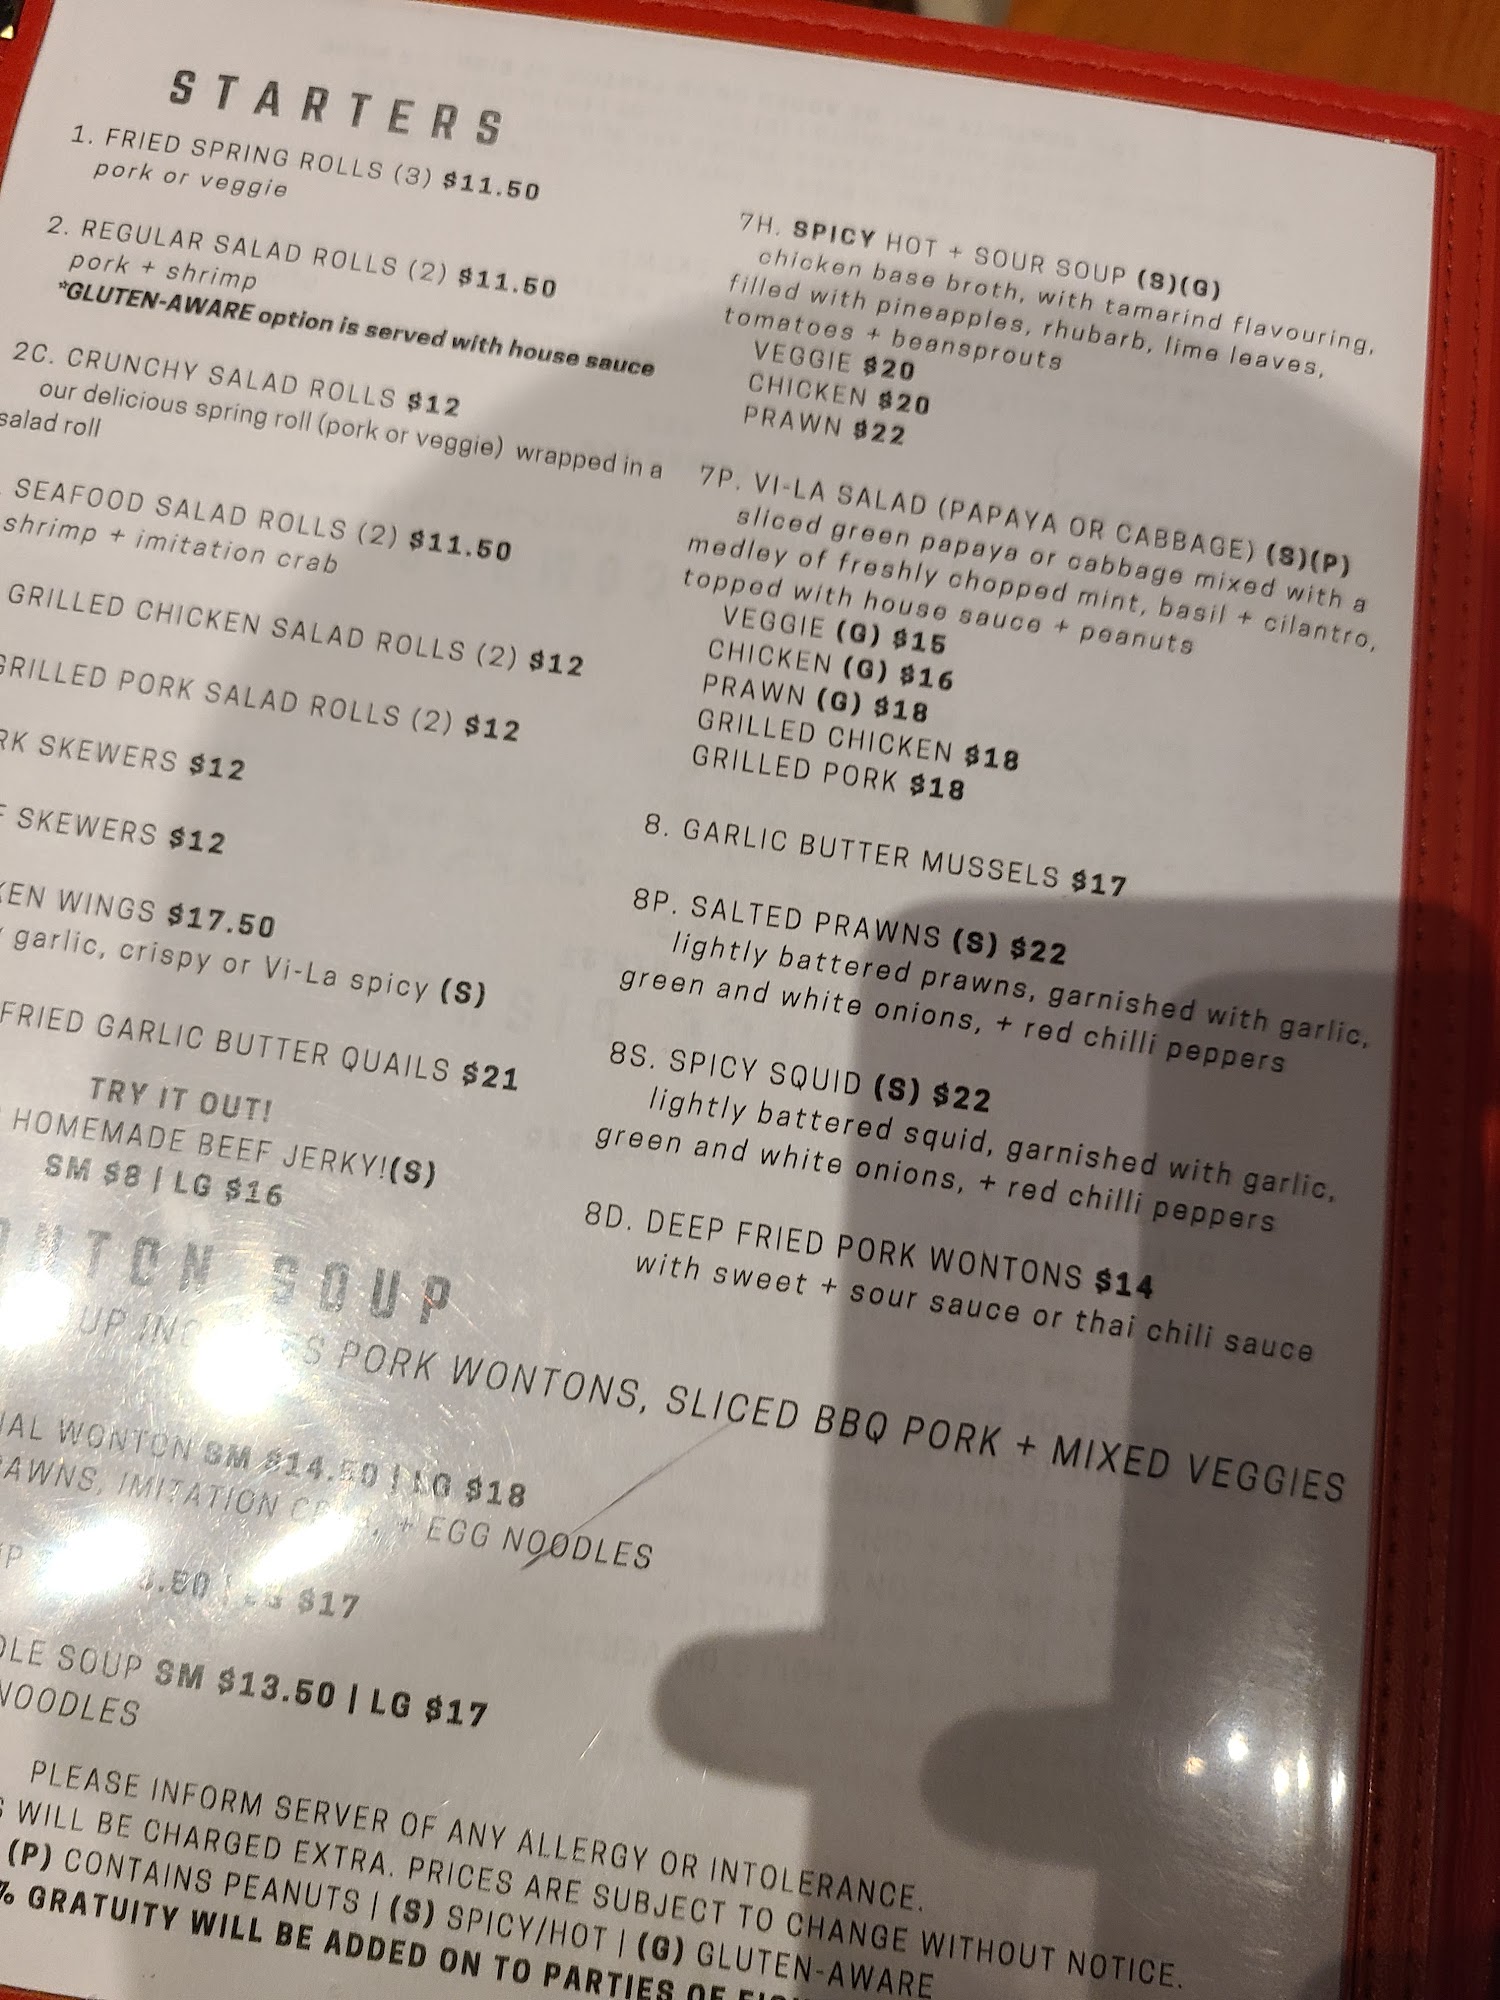 STARTERS
1. FRIED SPRING ROLLS (3) $11.50
pork or veggie
2. REGULAR SALAD ROLLS (2) $11.50
pork + shrimp
*GLUTEN-AWARE option is served with house sauce
2C. CRUNCHY SALAD ROLLS $12
our delicious spring roll (pork or veggie) wrapped in a
salad roll
SEAFOOD SALAD ROLLS (2) $11.50
shrimp + imitation crab
GRILLED CHICKEN SALAD ROLLS (2) $12
GRILLED PORK SALAD ROLLS (2) $12
SKEWERS $12
SKEWERS $12
WINGS $17.50
garlic, crispy or Vi-La spicy (S)
FRIED GARLIC BUTTER QUAILS $21
TRY IT OUT!
HOMEMADE BEEF JERKY!(S)
SM $8 | LG $16
7H. SPICY HOT + SOUR SOUP (S)(G)
chicken base broth, with tamarind flavouring,
filled with pineapples, rhubarb, lime leaves,
tomatoes + beansprouts
VEGGIE $20
CHICKEN $20
PRAWN $22
7P. VI-LA SALAD (PAPAYA OR CABBAGE) (S)(P)
sliced green papaya or cabbage mixed with a
medley of freshly chopped mint, basil + cilantro,
topped with house sauce + peanuts
VEGGIE (G) $15
CHICKEN (G) $16
PRAWN (G) $18
GRILLED CHICKEN $18
GRILLED PORK $18
8. GARLIC BUTTER MUSSELS $17
8P. SALTED PRAWNS (S) $22
lightly battered prawns, garnished with garlic,
green and white onions, + red chilli peppers
8S. SPICY SQUID (S) $22
lightly battered squid, garnished with garlic,
green and white onions, + red chilli peppers
8D. DEEP FRIED PORK WONTONS $14
with sweet + sour sauce or thai chili sauce
SOUP
PORK WONTONS, SLICED BBQ PORK + MIXED VEGGIES
WONTON SM $14.50 | LG $18
IMITATION + EGG NOODLES
$17
SOUP SM $13.50 | LG $17
NOODLES
PLEASE INFORM SERVER OF ANY ALLERGY OR INTOLERANCE.
WILL BE CHARGED EXTRA. PRICES ARE SUBJECT TO CHANGE WITHOUT NOTICE.
(P) CONTAINS PEANUTS | (S) SPICY/HOT | (G) GLUTEN-AWARE
% GRATUITY WILL BE ADDED ON TO PARTIES OF